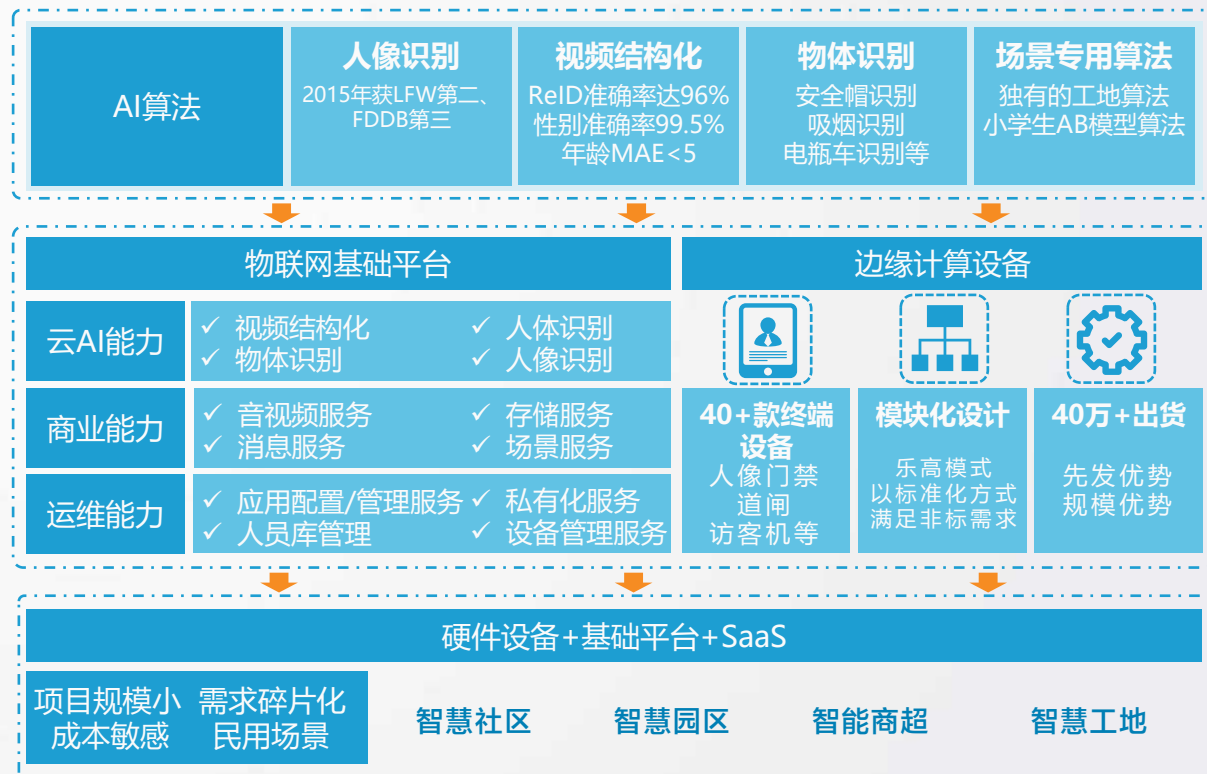 AI算法
人像识别
2015年获LFW第二、
FDDB第三
视频结构化
ReID准确率达96%
性别准确率99.5%
年龄MAE<5
物体识别
安全帽识别
吸烟识别
电瓶车识别等
场景专用算法
独有的工地算法
小学生AB模型算法
物联网基础平台
云AI能力
视频结构化
人体识别
物体识别
人像识别
商业能力
音视频服务
存储服务
消息服务
场景服务
运维能力
应用配置/管理服务
私有化服务
人员库管理
设备管理服务
边缘计算设备
40+款终端
设备
人像门禁
道闸
访客机等
模块化设计
乐高模式
以标准化方式
满足非标需求
40万+出货
先发优势
规模优势
硬件设备+基础平台+SaaS
项目规模小
成本敏感
需求碎片化
民用场景
智慧社区
智慧园区
智能商超
智慧工地